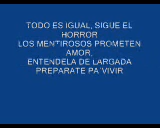 TODO ES IGUAL, SIGUE EL
HORROR
LOS MENTIROSOS PROMETEN
AMOR,
ENTENDELA DE LARGADA
PREPARATE PA´VIVIR